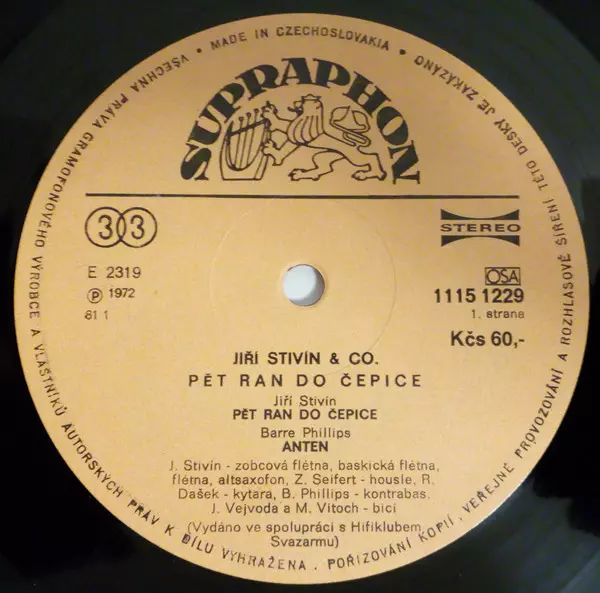 VŠECHNA PRÁVA GRAMOFONOVÉHO VÝROBCE A VLASTNÍKŮ AUTORSKÝCH PRÁV K DÍLU VYHRAŽENA. POŘIZOVÁNÍ KOPIÍ, VEŘEJNÉ PROVOZOVÁNÍ A ROZHLASOVÉ ŠÍŘENÍ TÉTO DESKY JE ZAKÁZÁNO • MADE IN CZECHOSLOVAKIA •
SUPRAPHON
33
STEREO
E 2319
OSA
Ⓟ 1972
1115 1229
61 1
1. strana
Kčs 60,-
JIŘÍ STIVÍN & CO.
PĚT RAN DO ČEPICE
Jiří Stivín
PĚT RAN DO ČEPICE
Barre Phillips
ANTEN
J. Stivín - zobcová flétna, baskická flétna,
flétna, altsaxofon, Z. Seifert - housle, R.
Dašek - kytara, B. Phillips - kontrabas.
J. Vejvoda a M. Vitoch - bicí
(Vydáno ve spolupráci s Hifiklubem,
Svazarmu)